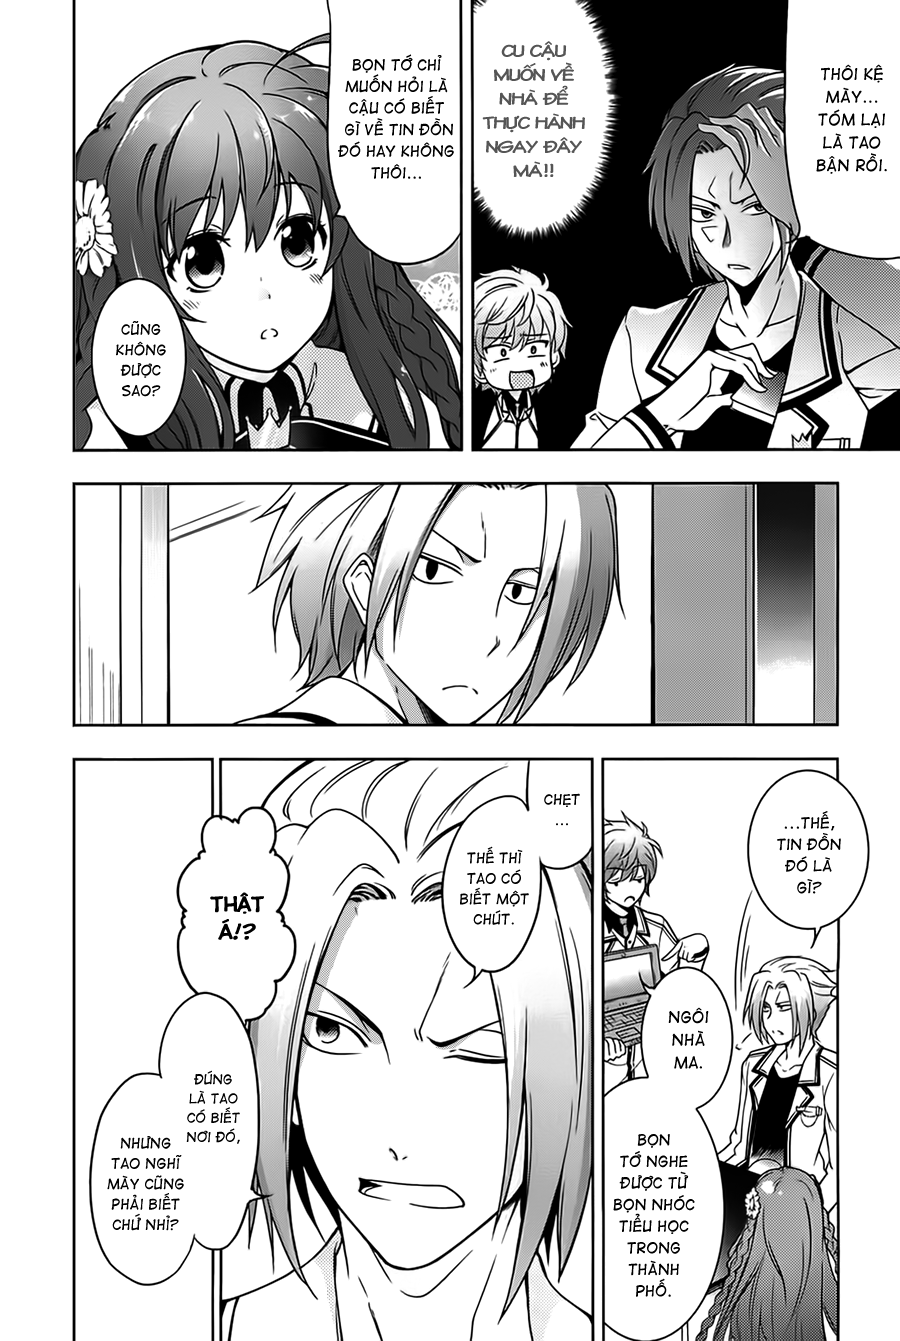 THÔI KỆ
MÀY...
TÓM LẠI
LÀ TAO
BẬN RỒI.
CU CẬU
MUỐN VỀ
NHÀ ĐỂ
THỰC HÀNH
NGAY ĐÂY
MÀ!!
BỌN TỚ CHỈ
MUỐN HỎI LÀ
CẬU CÓ BIẾT
GÌ VỀ TIN ĐỒN
ĐÓ HAY KHÔNG
THÔI...
CŨNG
KHÔNG
ĐƯỢC
SAO?
...THẾ,
TIN ĐỒN
ĐÓ LÀ
GÌ?
NGÔI
NHÀ
MA.
BỌN
TỚ NGHE
ĐƯỢC TỪ
BỌN NHÓC
TIỂU HỌC
TRONG
THÀNH
PHỐ.
CHẸT
...
THẾ THÌ
TAO CÓ
BIẾT MỘT
CHÚT.
THẬT
Á!?
ĐÚNG
LÀ TAO
CÓ BIẾT
NƠI ĐÓ,
NHƯNG
TAO NGHĨ
MÀY CŨNG
PHẢI BIẾT
CHỨ NHỈ?